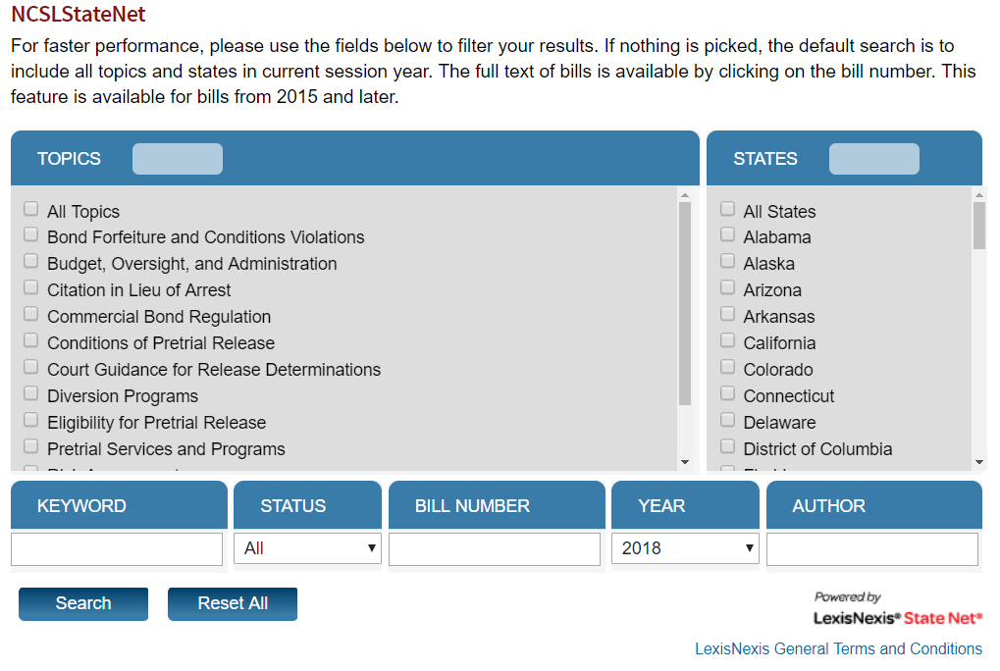 NCSLStateNet
For faster performance, please use the fields below to filter your results. If nothing is picked, the default search is to
include all topics and states in current session year. The full text of bills is available by clicking on the bill number. This
feature is available for bills from 2015 and later.
TOPICS
All Topics
Bond Forfeiture and Conditions Violations
Budget, Oversight, and Administration
Citation in Lieu of Arrest
Commercial Bond Regulation
Conditions of Pretrial Release
Court Guidance for Release Determinations
Diversion Programs
Eligibility for Pretrial Release
Pretrial Services and Programs
STATES
All States
Alabama
Alaska
Arizona
Arkansas
California
Colorado
Connecticut
Delaware
District of Columbia
KEYWORD
STATUS
All
BILL NUMBER
YEAR
2018
AUTHOR
Search
Reset All
Powered by
LexisNexis® State Net®
LexisNexis General Terms and Conditions